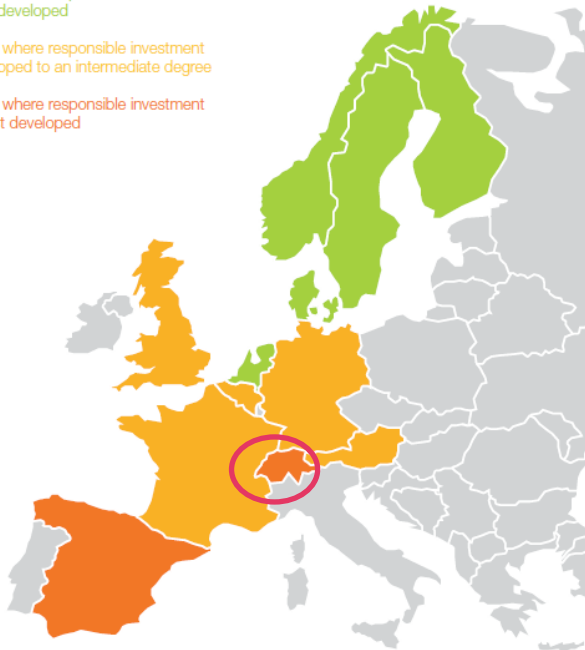 developed
where responsible investment
oped to an intermediate degree
where responsible investment
t developed